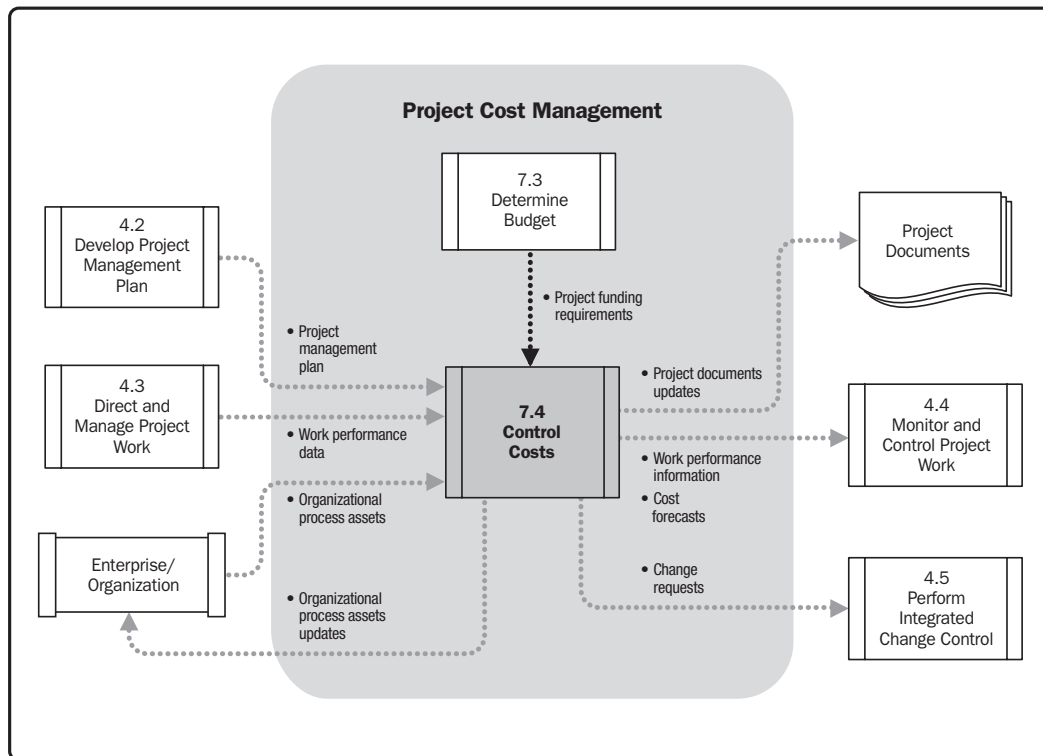 Project Cost Management
7.3
Determine
Budget
4.2
Develop Project
Management
Plan
Project
Documents
• Project funding
requirements
• Project
management
plan
4.3
Direct and
Manage Project
Work
7.4
Control
Costs
• Project documents
updates
4.4
Monitor and
Control Project
Work
• Work performance
data
• Work performance
information
• Cost
forecasts
• Organizational
process assets
Enterprise/
Organization
• Change
requests
4.5
Perform
Integrated
Change Control
• Organizational
process assets
updates